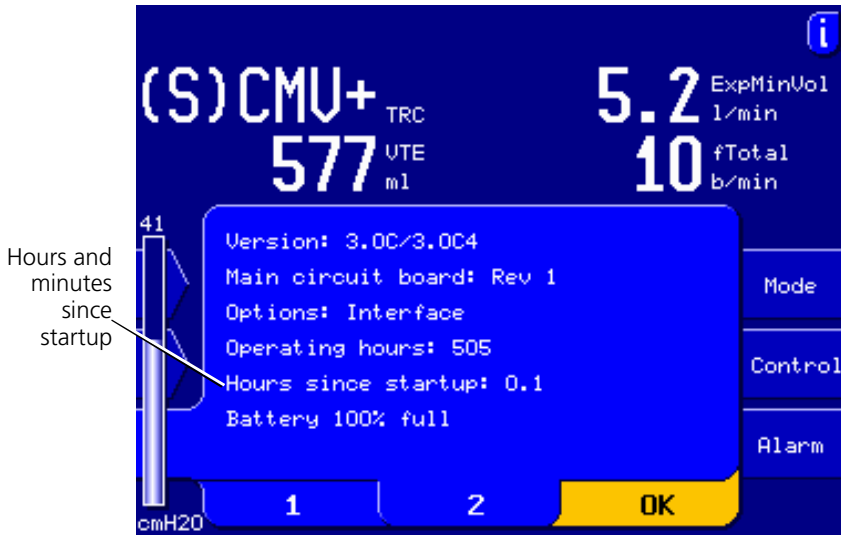 i
(S)CMV+ TRC
5.2 ExpMinVol
l/min
577 VTE
ml
10 fTotal
b/min
41
Hours and
minutes
since
startup
Version: 3.0C/3.0C4
Main circuit board: Rev 1
Options: Interface
Operating hours: 505
Hours since startup: 0.1
Battery 100% full
Mode
Control
Alarm
cmH2O
1
2
OK